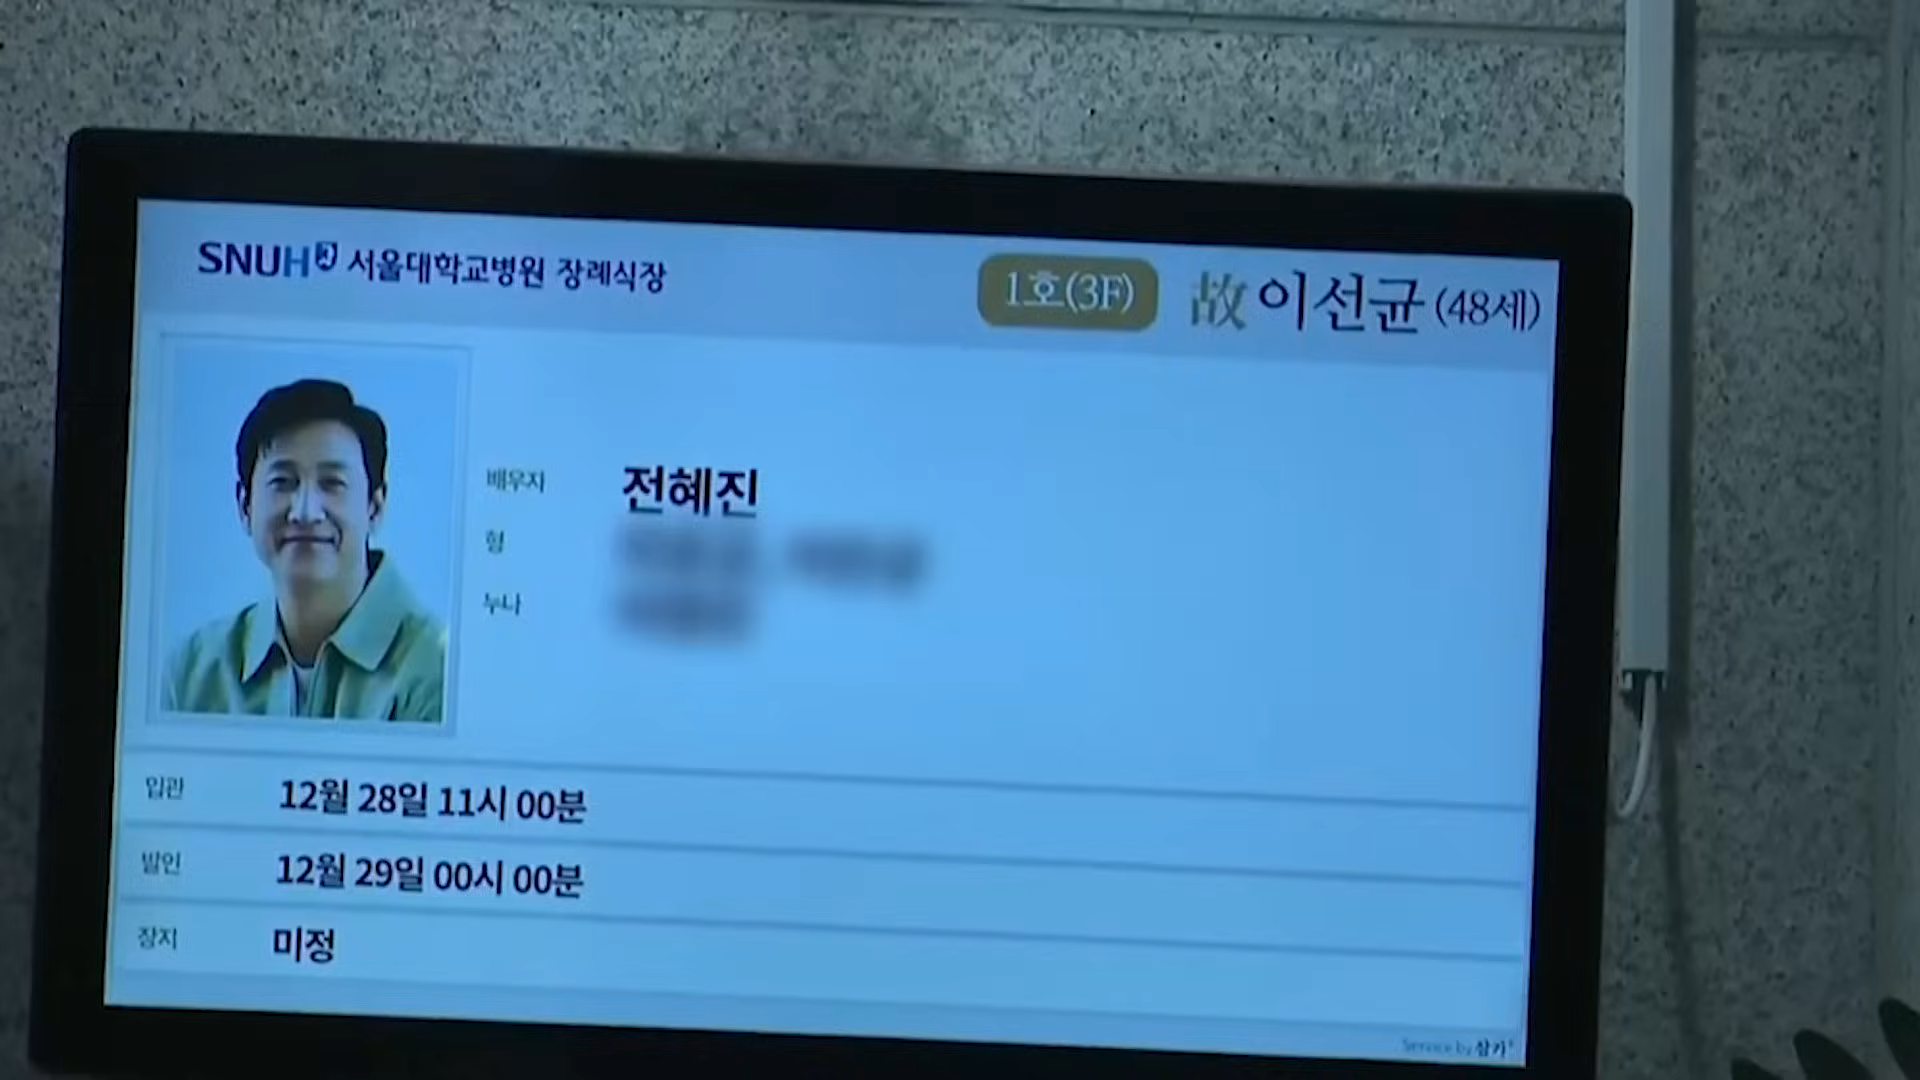 SNUH 서울대학교병원 장례식장
1호(3F) 故 이선균 (48세)
배우자 전혜진
형
누나
입관 12월 28일 11시 00분
발인 12월 29일 00시 00분
장지 미정
Service by 삼가